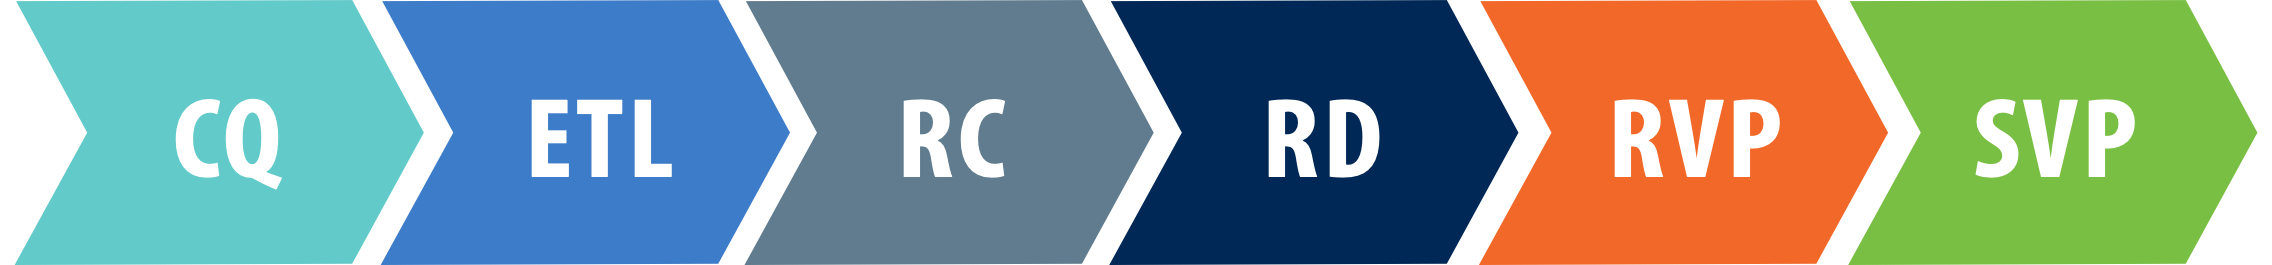 CQ ETL RC RD RVP SVP